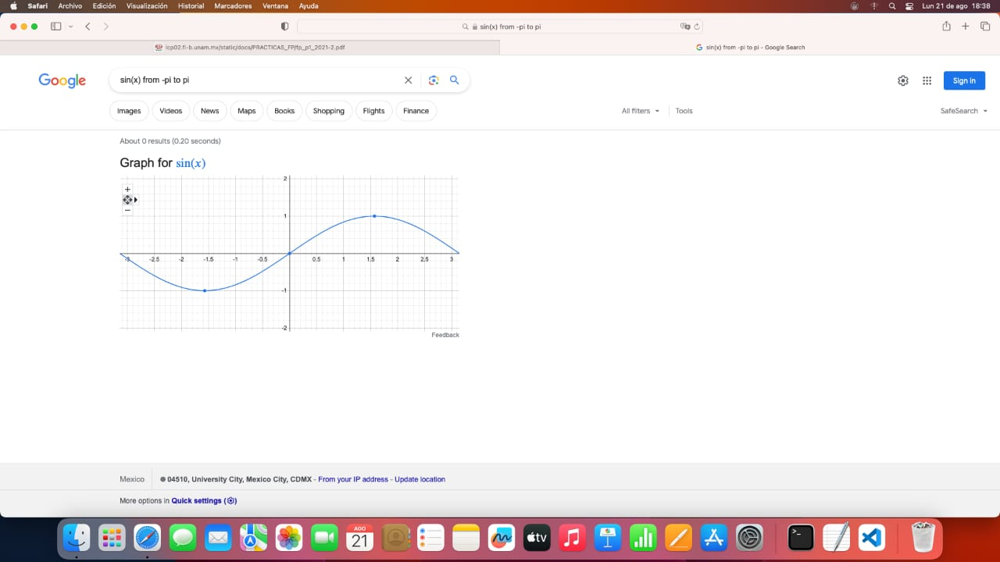 Safari Archivo Edición Visualización Historial Marcadores Ventana Ayuda Lun 21 de ago 18:38
sin(x) from -pi to pi
lcp02.fi-b.unam.mx/static/docs/PRACTICAS_FP/fp_p1_2021-2.pdf
sin(x) from -pi to pi - Google Search
Google
sin(x) from -pi to pi
Sign in
Images Videos News Maps Books Shopping Flights Finance All filters Tools SafeSearch
About 0 results (0.20 seconds)
Graph for sin(x)
2
+
−
1
-3 -2.5 -2 -1.5 -1 -0.5 0.5 1 1.5 2 2.5 3
-1
-2
Feedback
Mexico 04510, University City, Mexico City, CDMX - From your IP address - Update location
More options in Quick settings
AGO
21
tv
>_